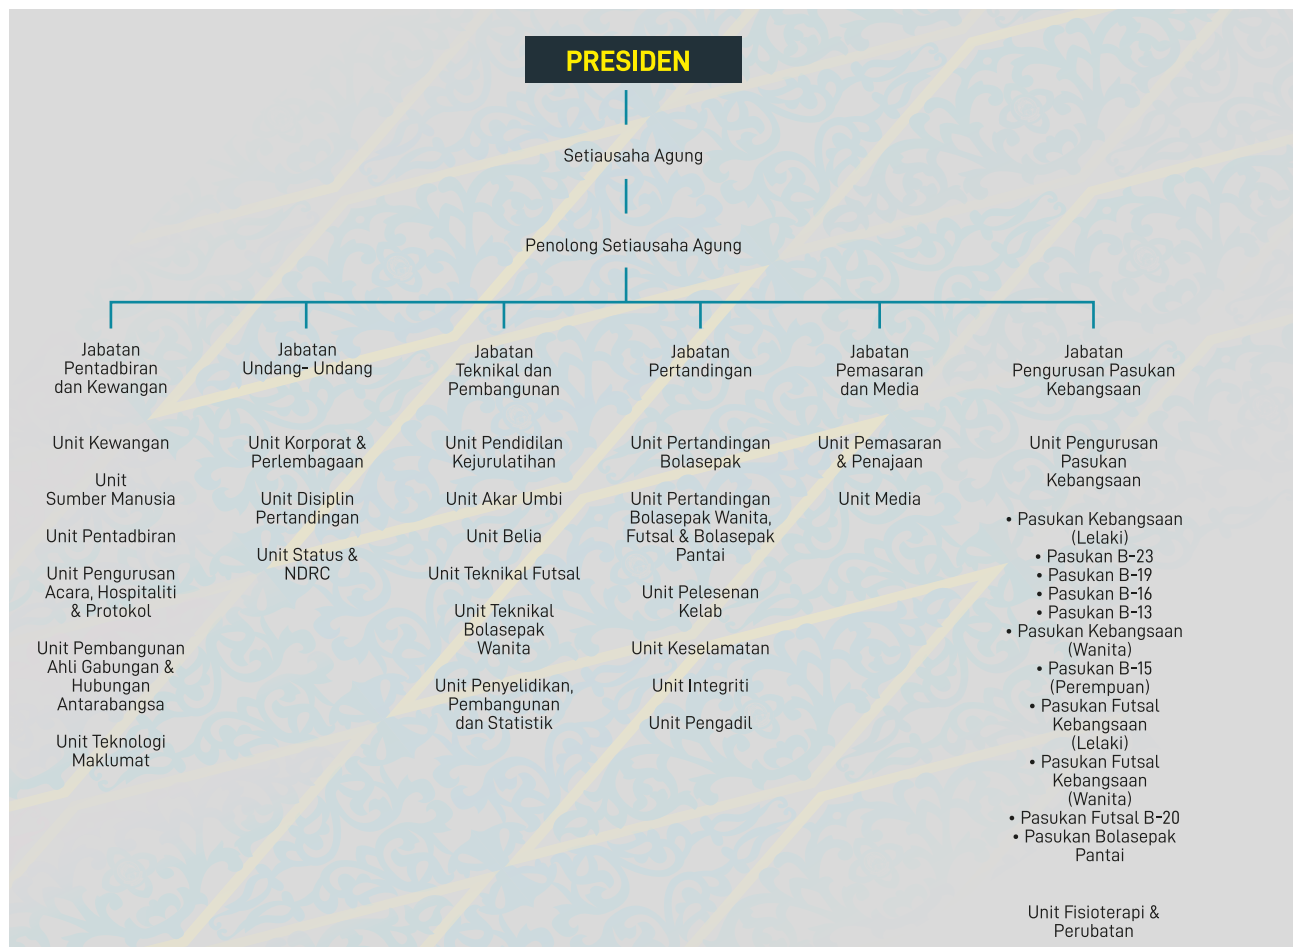 PRESIDEN
Setiausaha Agung
Penolong Setiausaha Agung
Jabatan
Pentadbiran
dan Kewangan
Unit Kewangan
Unit
Sumber Manusia
Unit Pentadbiran
Unit Pengurusan
Acara, Hospitaliti
& Protokol
Unit Pembangunan
Ahli Gabungan &
Hubungan
Antarabangsa
Unit Teknologi
Maklumat
Jabatan
Undang- Undang
Unit Korporat &
Perlembagaan
Unit Disiplin
Pertandingan
Unit Status &
NDRC
Jabatan
Teknikal dan
Pembangunan
Unit Pendidilan
Kejurulatihan
Unit Akar Umbi
Unit Belia
Unit Teknikal Futsal
Unit Teknikal
Bolasepak
Wanita
Unit Penyelidikan,
Pembangunan
dan Statistik
Jabatan
Pertandingan
Unit Pertandingan
Bolasepak
Unit Pertandingan
Bolasepak Wanita,
Futsal & Bolasepak
Pantai
Unit Pelesenan
Kelab
Unit Keselamatan
Unit Integriti
Unit Pengadil
Jabatan
Pemasaran
dan Media
Unit Pemasaran
& Penajaan
Unit Media
Jabatan
Pengurusan Pasukan
Kebangsaan
Unit Pengurusan
Pasukan
Kebangsaan
• Pasukan Kebangsaan
(Lelaki)
• Pasukan B-23
• Pasukan B-19
• Pasukan B-16
• Pasukan B-13
• Pasukan Kebangsaan
(Wanita)
• Pasukan B-15
(Perempuan)
• Pasukan Futsal
Kebangsaan
(Lelaki)
• Pasukan Futsal
Kebangsaan
(Wanita)
• Pasukan Futsal B-20
• Pasukan Bolasepak
Pantai
Unit Fisioterapi &
Perubatan